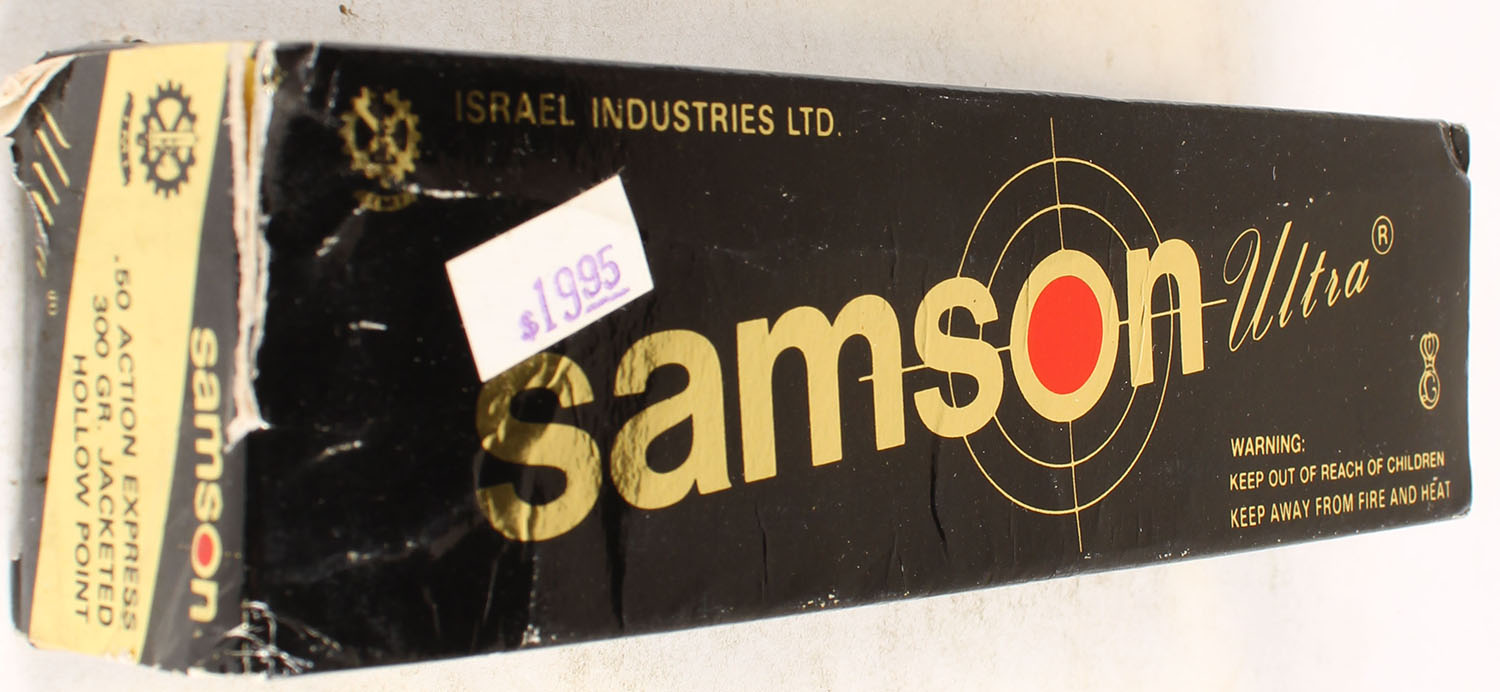 ISRAEL INDUSTRIES LTD.
$1995
samson Ultra ®
WARNING:
KEEP OUT OF REACH OF CHILDREN
KEEP AWAY FROM FIRE AND HEAT
samson
.50 ACTION EXPRESS
300 GR. JACKETED
HOLLOW POINT